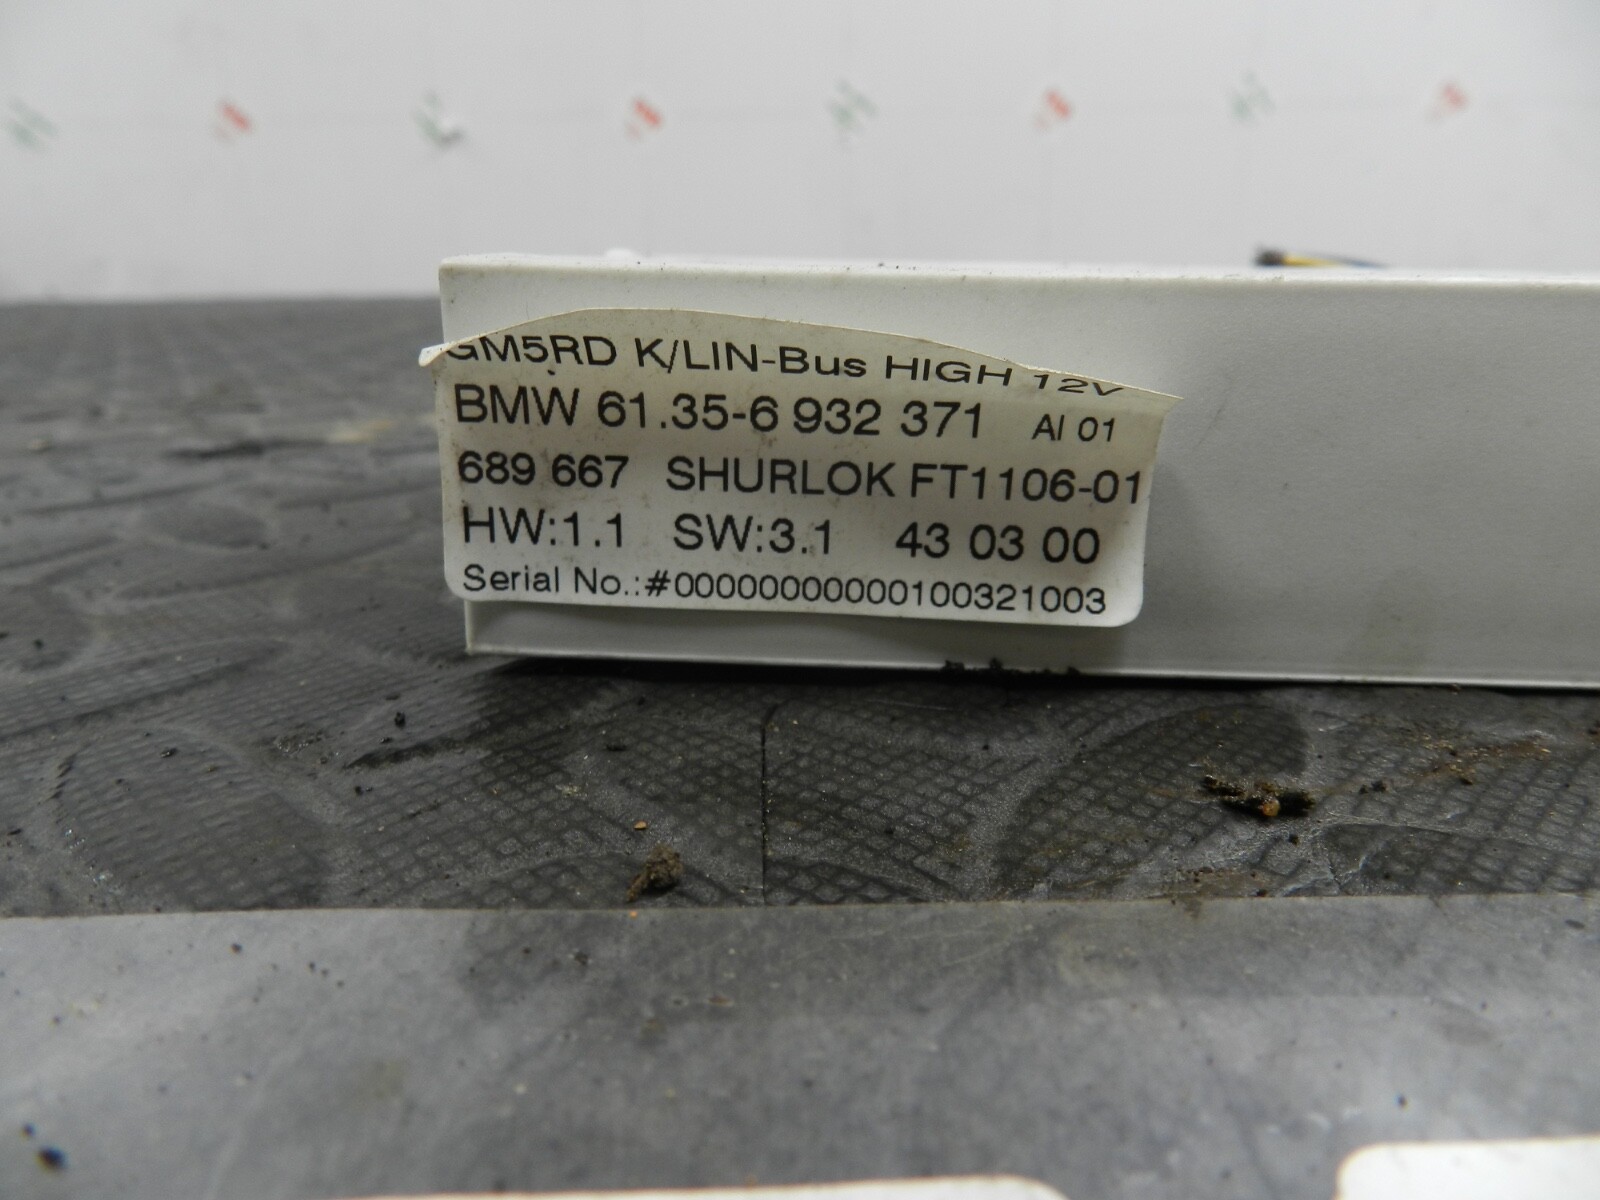 GM5RD K/LIN-Bus HIGH 12V
BMW 61.35-6 932 371 AI 01
689 667 SHURLOK FT1106-01
HW:1.1 SW:3.1 43 03 00
Serial No.:#00000000000100321003